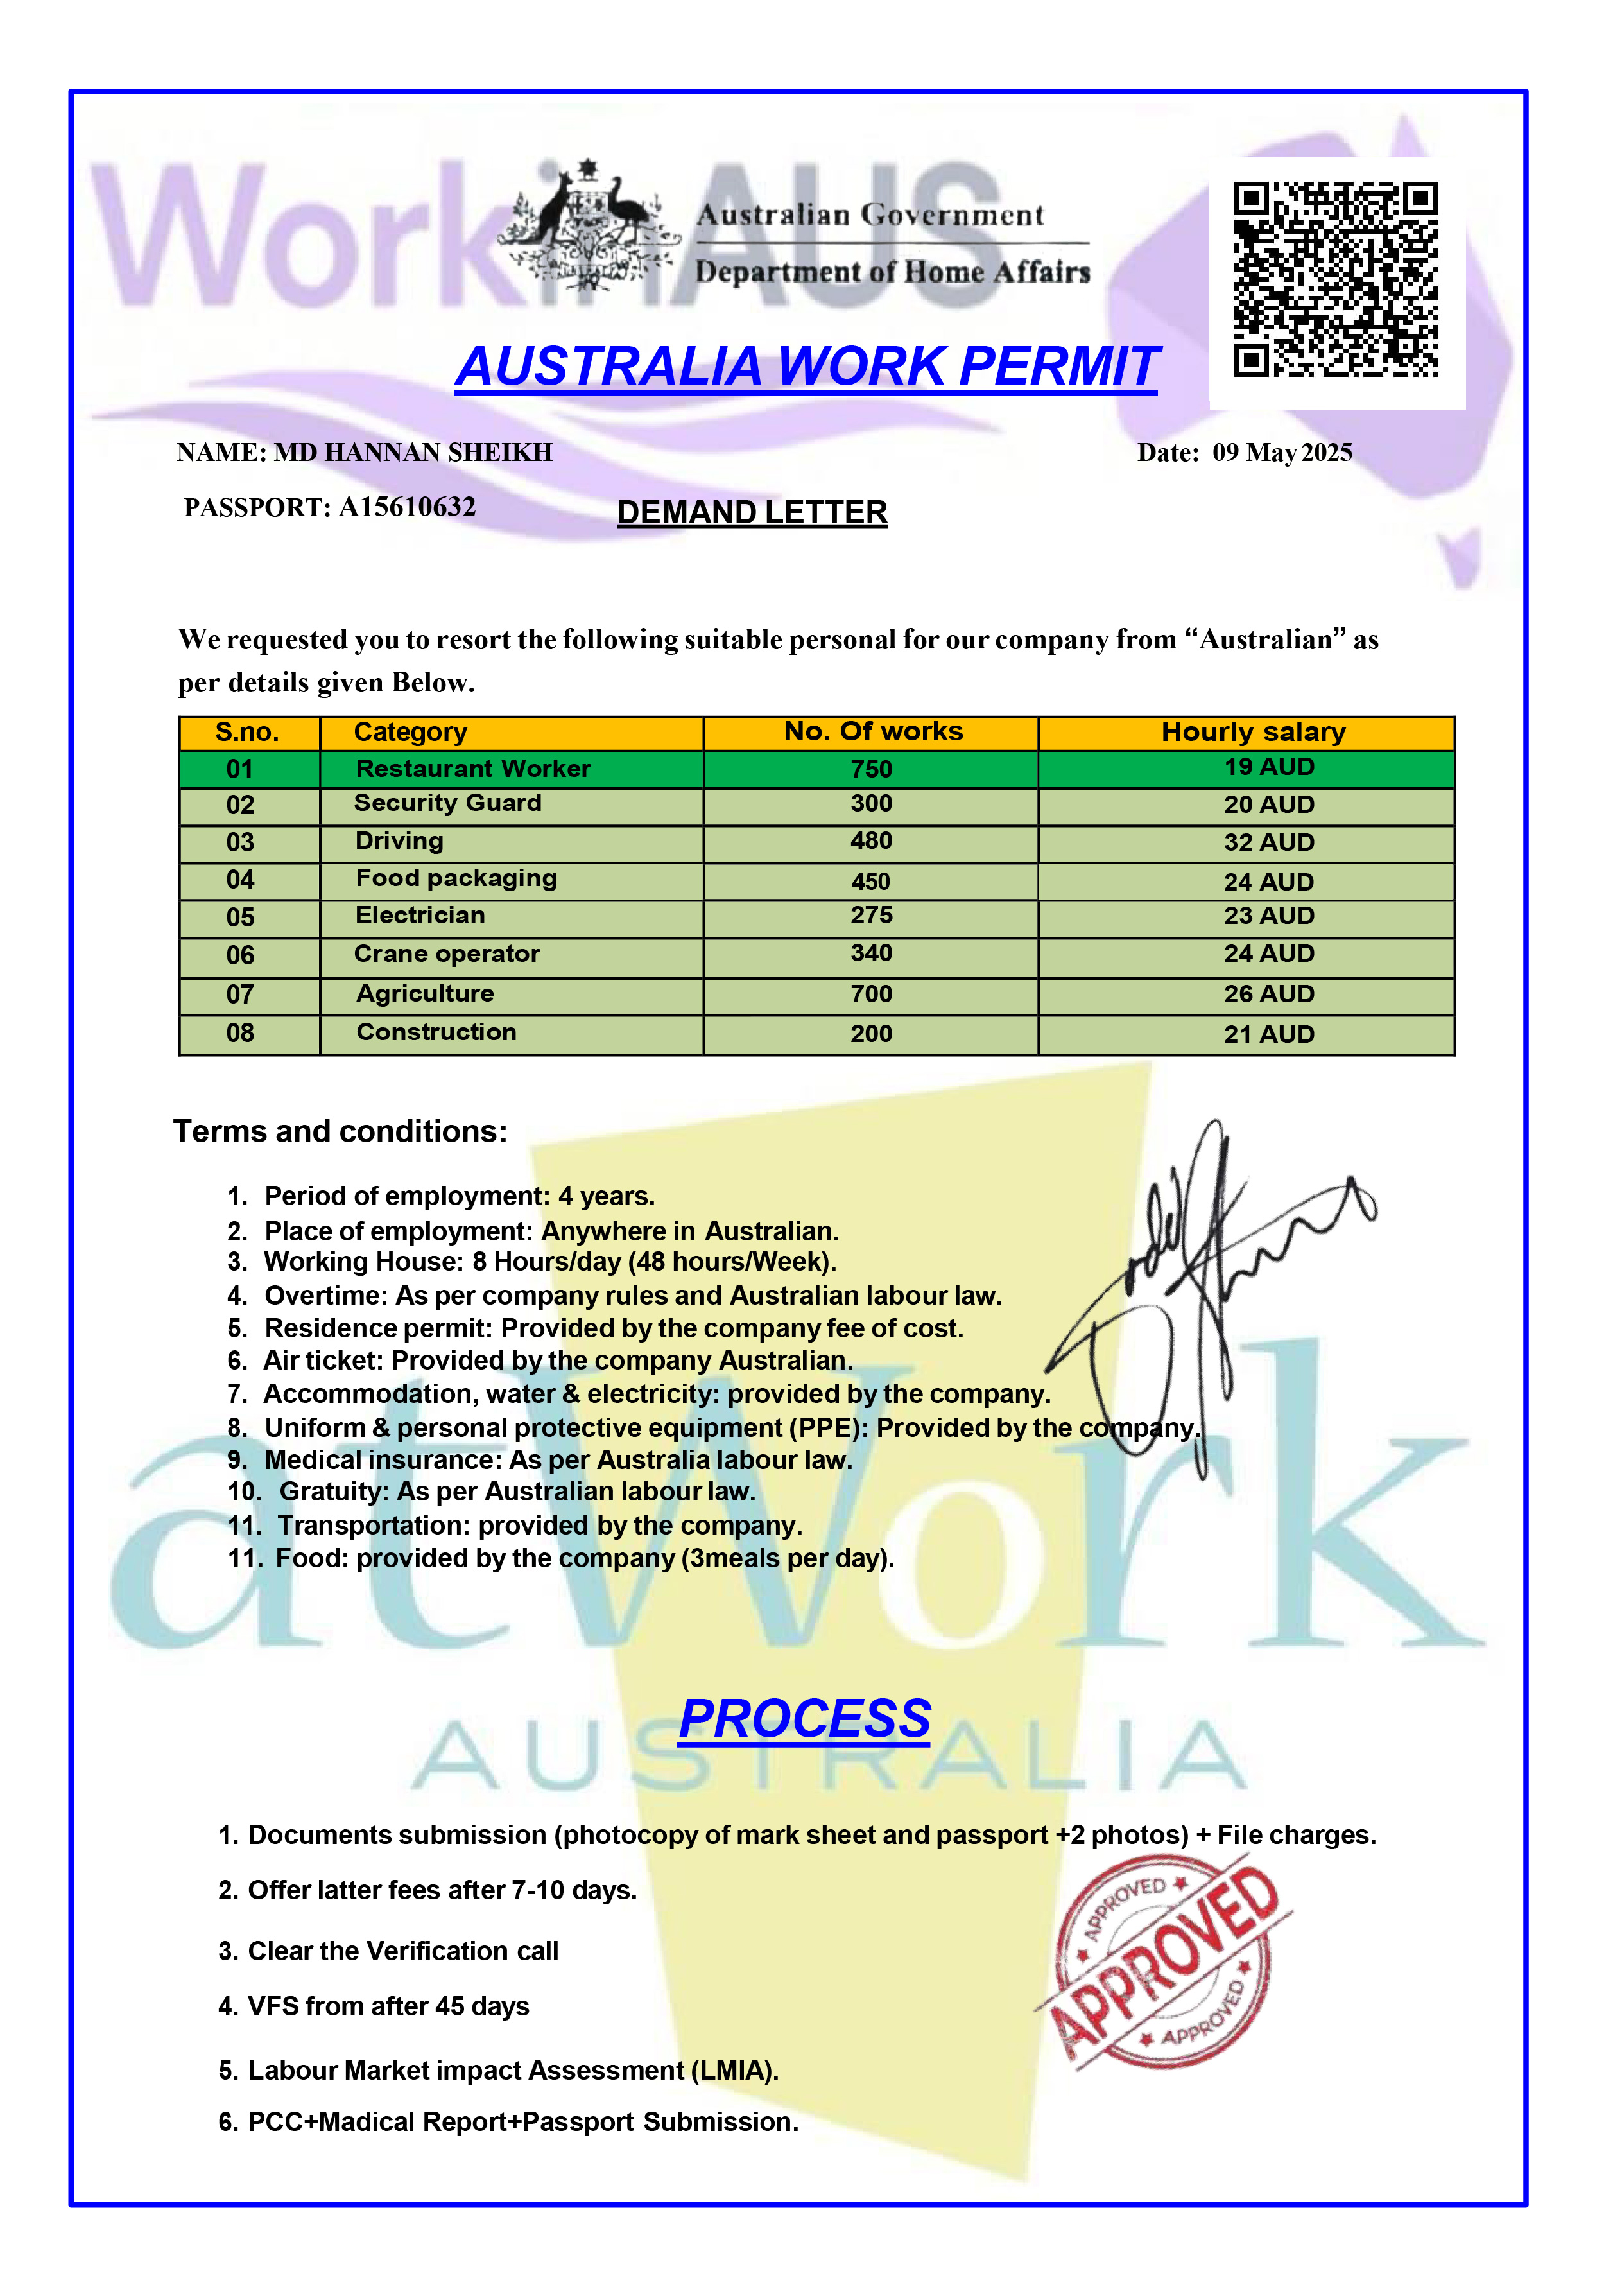 WorkinAUS
Australian Government
Department of Home Affairs
AUSTRALIA WORK PERMIT
NAME: MD HANNAN SHEIKH
Date: 09 May 2025
PASSPORT: A15610632
DEMAND LETTER
We requested you to resort the following suitable personal for our company from “Australian” as
per details given Below.
S.no. Category No. Of works Hourly salary
01 Restaurant Worker 750 19 AUD
02 Security Guard 300 20 AUD
03 Driving 480 32 AUD
04 Food packaging 450 24 AUD
05 Electrician 275 23 AUD
06 Crane operator 340 24 AUD
07 Agriculture 700 26 AUD
08 Construction 200 21 AUD
Terms and conditions:
1. Period of employment: 4 years.
2. Place of employment: Anywhere in Australian.
3. Working House: 8 Hours/day (48 hours/Week).
4. Overtime: As per company rules and Australian labour law.
5. Residence permit: Provided by the company fee of cost.
6. Air ticket: Provided by the company Australian.
7. Accommodation, water & electricity: provided by the company.
8. Uniform & personal protective equipment (PPE): Provided by the company.
9. Medical insurance: As per Australia labour law.
10. Gratuity: As per Australian labour law.
11. Transportation: provided by the company.
11. Food: provided by the company (3meals per day).
atWork
AUSTRALIA
PROCESS
1. Documents submission (photocopy of mark sheet and passport +2 photos) + File charges.
2. Offer latter fees after 7-10 days.
3. Clear the Verification call
4. VFS from after 45 days
5. Labour Market impact Assessment (LMIA).
6. PCC+Madical Report+Passport Submission.
APPROVED
APPROVED
APPROVED